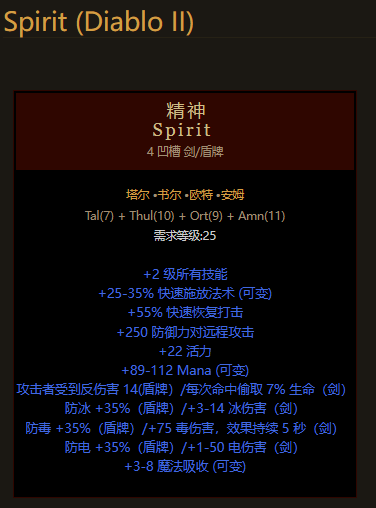 Spirit (Diablo II)
精神
Spirit
4 凹槽 剑/盾牌
塔尔 •书尔 •欧特 •安姆
Tal(7) + Thul(10) + Ort(9) + Amn(11)
需求等级:25
+2 级所有技能
+25-35% 快速施放法术 (可变)
+55% 快速恢复打击
+250 防御力对远程攻击
+22 活力
+89-112 Mana (可变)
攻击者受到反伤害 14(盾牌）/每次命中偷取 7% 生命（剑）
防冰 +35%（盾牌）/+3-14 冰伤害（剑）
防毒 +35%（盾牌）/+75 毒伤害，效果持续 5 秒（剑）
防电 +35%（盾牌）/+1-50 电伤害（剑）
+3-8 魔法吸收 (可变)